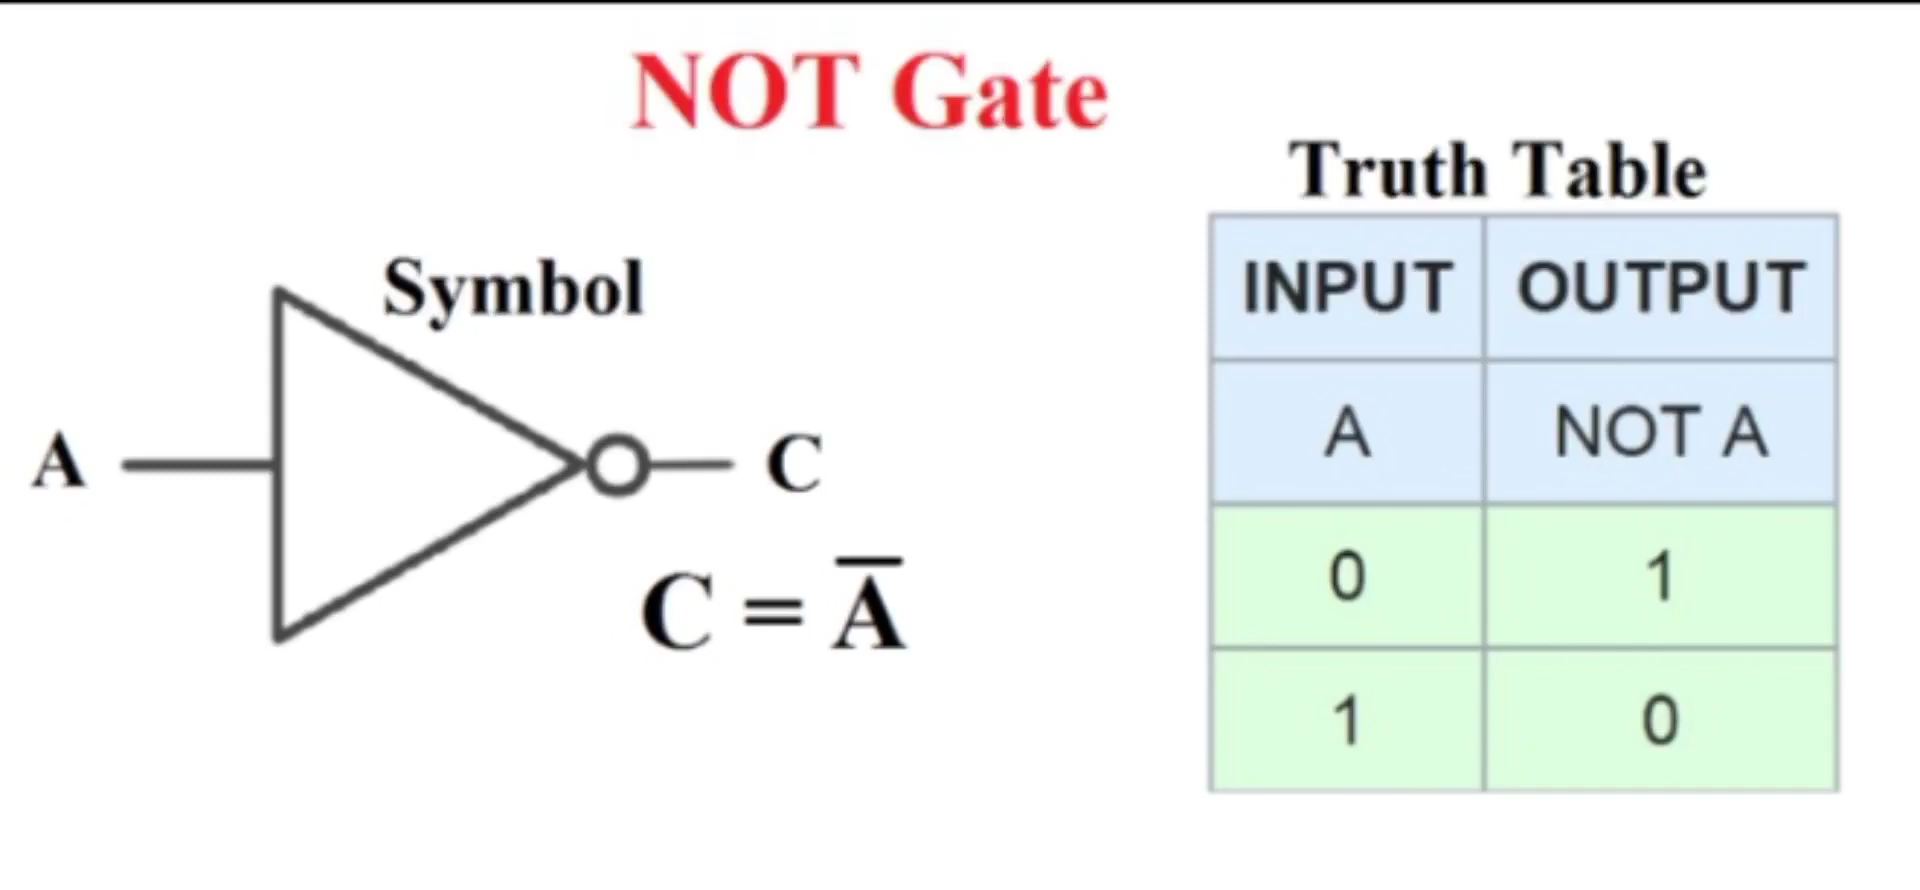 NOT Gate
Symbol
A
C
C = A̅
Truth Table
INPUT OUTPUT
A NOT A
0 1
1 0